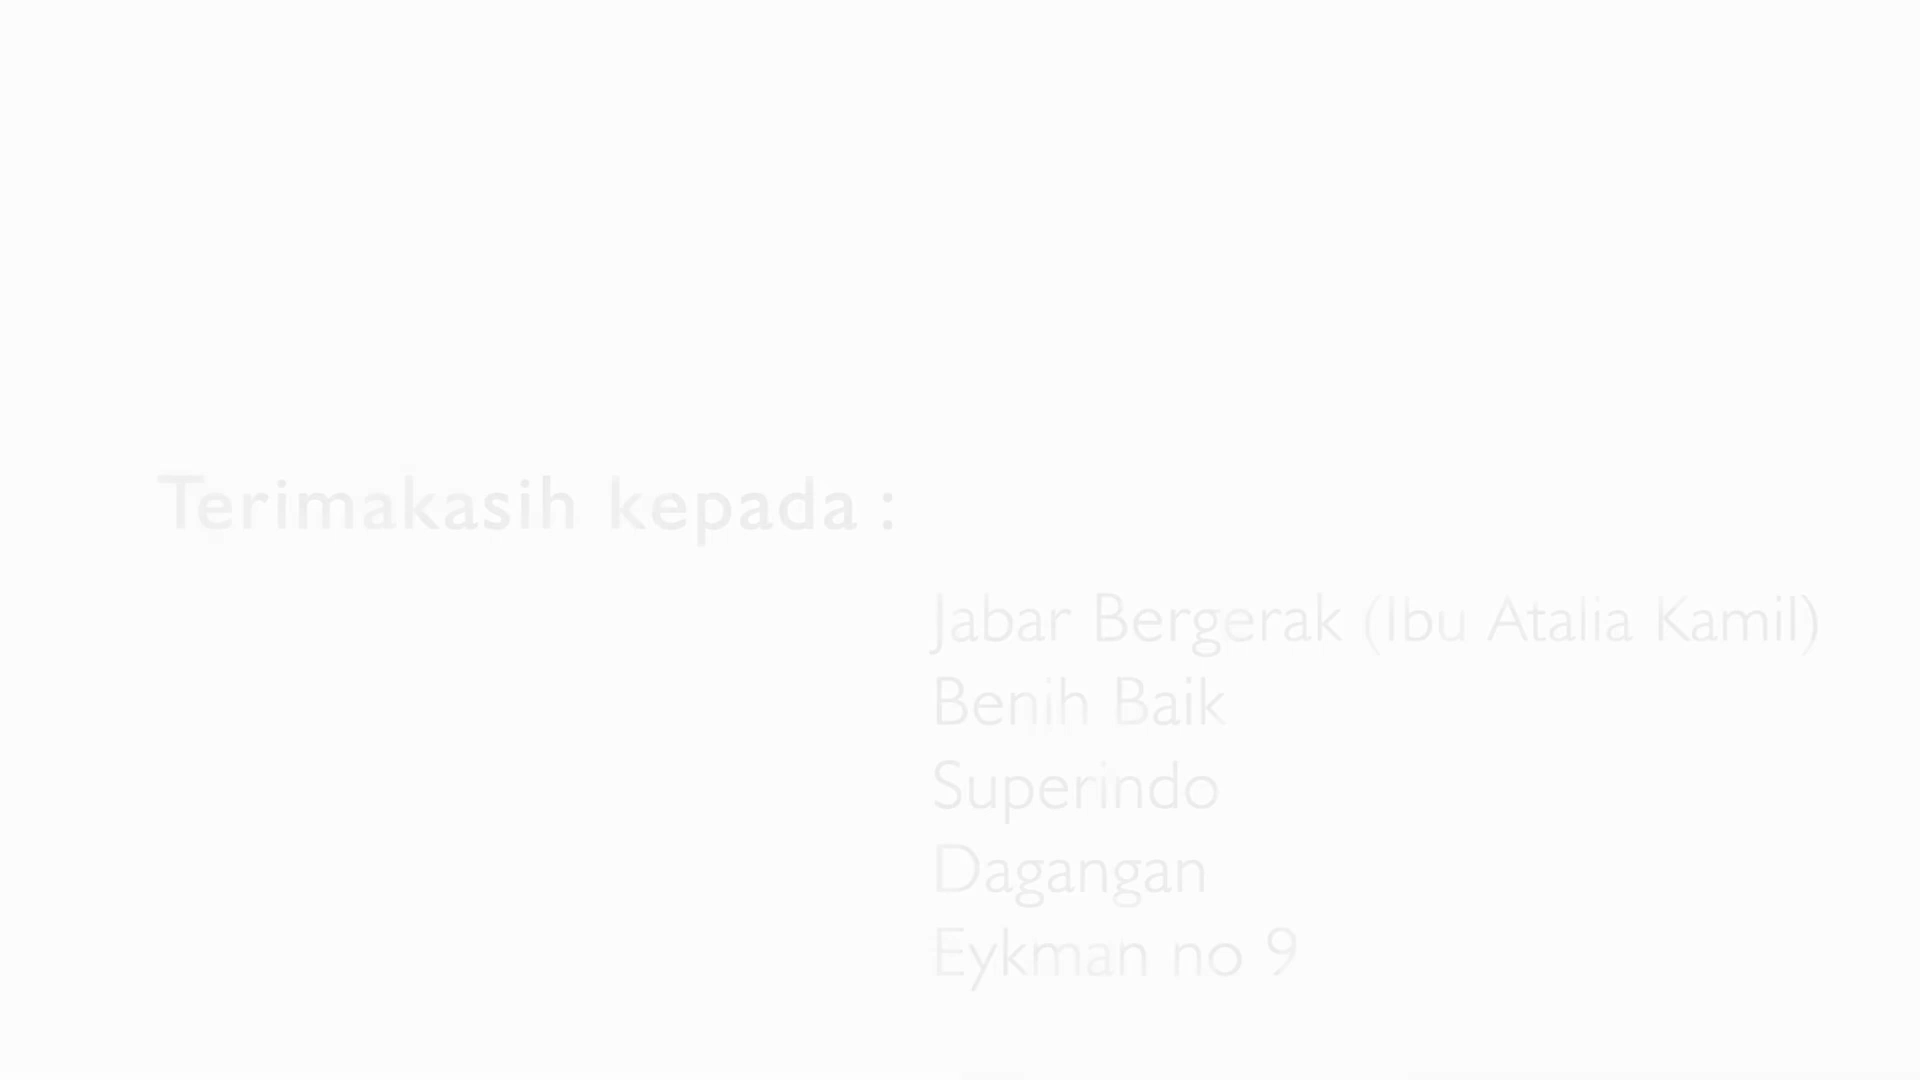 Terimakasih kepada :
Jabar Bergerak (Ibu Atalia Kamil)
Benih Baik
Superindo
Dagangan
Eykman no 9